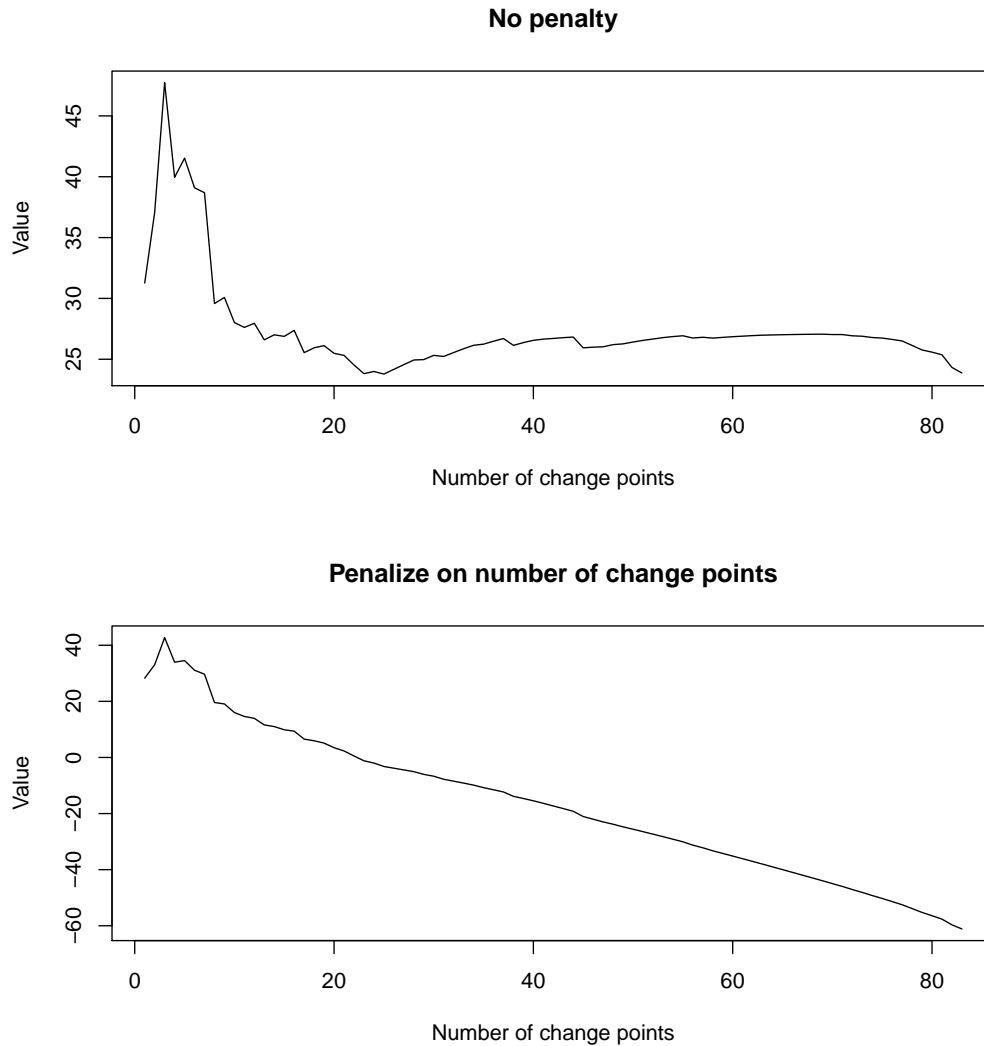 No penalty
45
40
35
30
25
Value
0 20 40 60 80
Number of change points
Penalize on number of change points
40
20
0
−20
−40
−60
Value
0 20 40 60 80
Number of change points